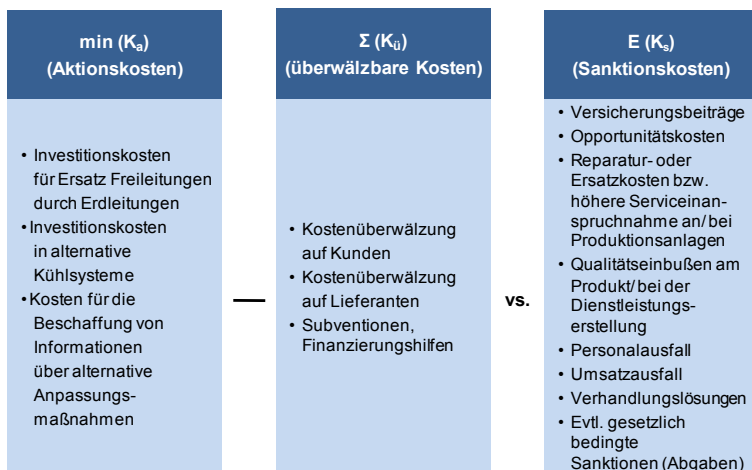 min (Kₐ)
(Aktionskosten)
• Investitionskosten
für Ersatz Freileitungen
durch Erdleitungen
• Investitionskosten
in alternative
Kühlsysteme
• Kosten für die
Beschaffung von
Informationen
über alternative
Anpassungs-
maßnahmen
—
Σ (Kü)
(überwälzbare Kosten)
• Kostenüberwälzung
auf Kunden
• Kostenüberwälzung
auf Lieferanten
• Subventionen,
Finanzierungshilfen
vs.
E (Kₛ)
(Sanktionskosten)
• Versicherungsbeiträge
• Opportunitätskosten
• Reparatur- oder
Ersatzkosten bzw.
höhere Servicein-
anspruchnahme an/ bei
Produktionsanlagen
• Qualitätseinbußen am
Produkt/ bei der
Dienstleistungs-
erstellung
• Personalausfall
• Umsatzausfall
• Verhandlungslösungen
• Evtl. gesetzlich
bedingte
Sanktionen (Abgaben)